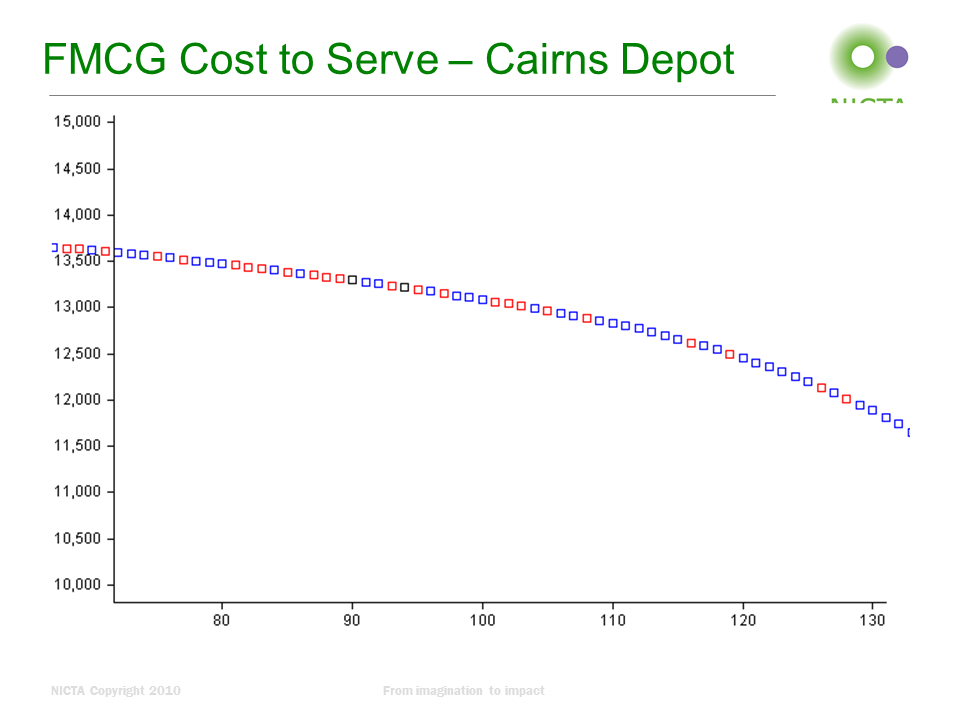 FMCG Cost to Serve – Cairns Depot
NICTA
15,000
14,500
14,000
13,500
13,000
12,500
12,000
11,500
11,000
10,500
10,000
80 90 100 110 120 130
NICTA Copyright 2010 From imagination to impact